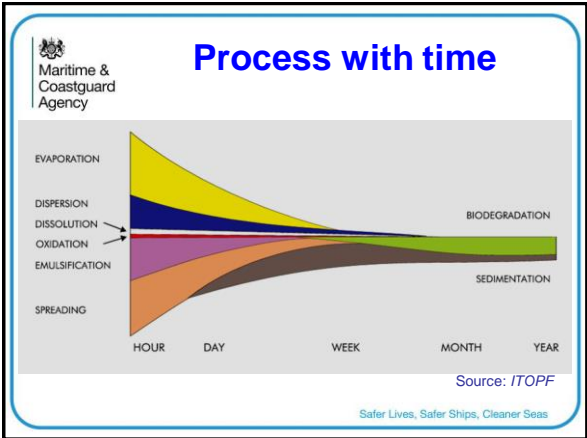 Maritime &
Coastguard
Agency
Process with time
EVAPORATION
DISPERSION
DISSOLUTION
OXIDATION
EMULSIFICATION
SPREADING
BIODEGRADATION
SEDIMENTATION
HOUR DAY WEEK MONTH YEAR
Source: ITOPF
Safer Lives, Safer Ships, Cleaner Seas